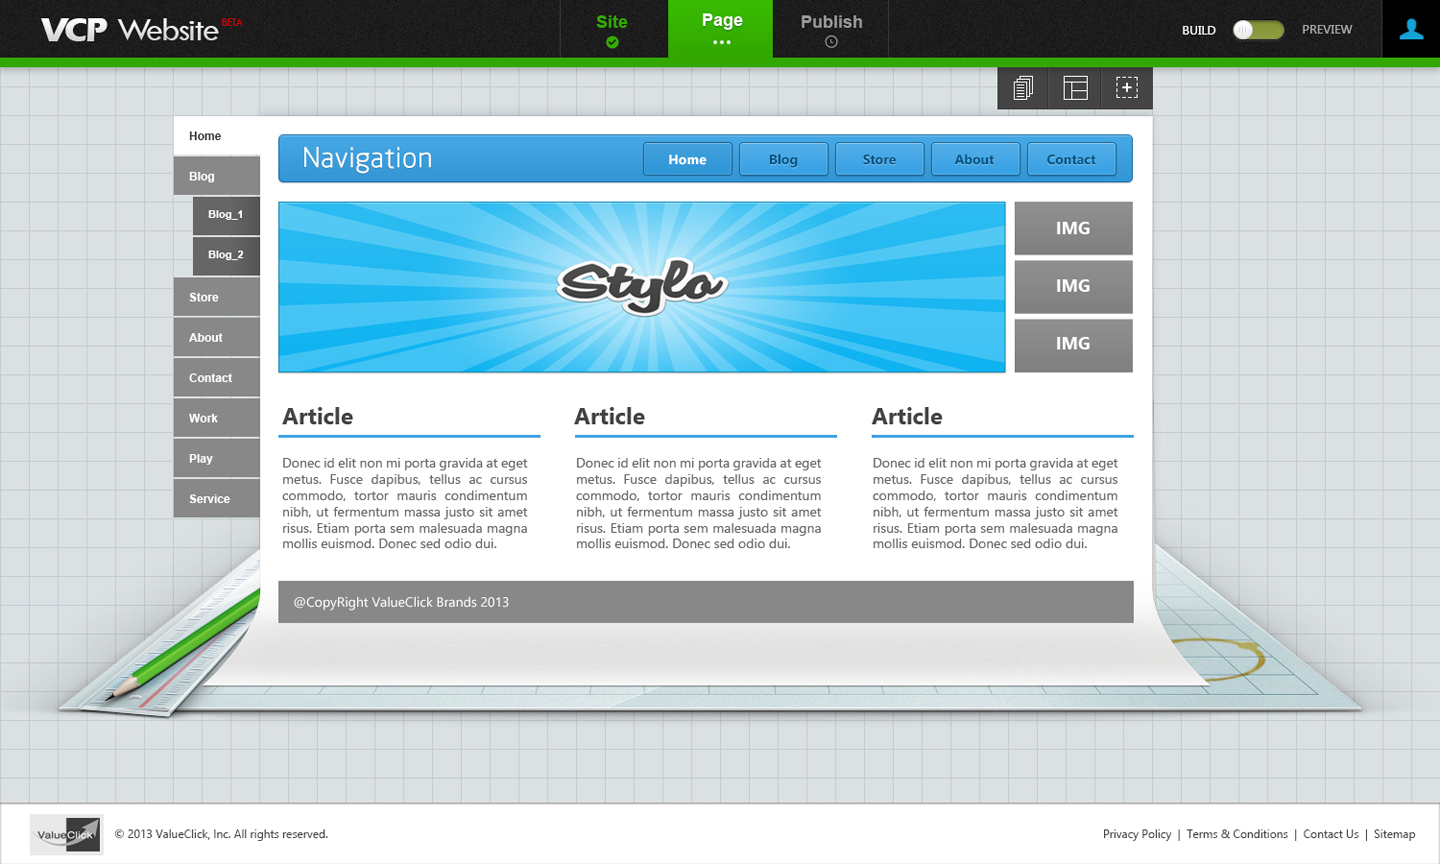 VCP Website BETA
Site
Page
Publish
BUILD
PREVIEW
Home
Blog
Blog_1
Blog_2
Store
About
Contact
Work
Play
Service
Navigation
Home
Blog
Store
About
Contact
Stylo
IMG
IMG
IMG
Article
Donec id elit non mi porta gravida at eget
metus. Fusce dapibus, tellus ac cursus
commodo, tortor mauris condimentum
nibh, ut fermentum massa justo sit amet
risus. Etiam porta sem malesuada magna
mollis euismod. Donec sed odio dui.
Article
Donec id elit non mi porta gravida at eget
metus. Fusce dapibus, tellus ac cursus
commodo, tortor mauris condimentum
nibh, ut fermentum massa justo sit amet
risus. Etiam porta sem malesuada magna
mollis euismod. Donec sed odio dui.
Article
Donec id elit non mi porta gravida at eget
metus. Fusce dapibus, tellus ac cursus
commodo, tortor mauris condimentum
nibh, ut fermentum massa justo sit amet
risus. Etiam porta sem malesuada magna
mollis euismod. Donec sed odio dui.
@CopyRight ValueClick Brands 2013
ValueClick
© 2013 ValueClick, Inc. All rights reserved.
Privacy Policy | Terms & Conditions | Contact Us | Sitemap